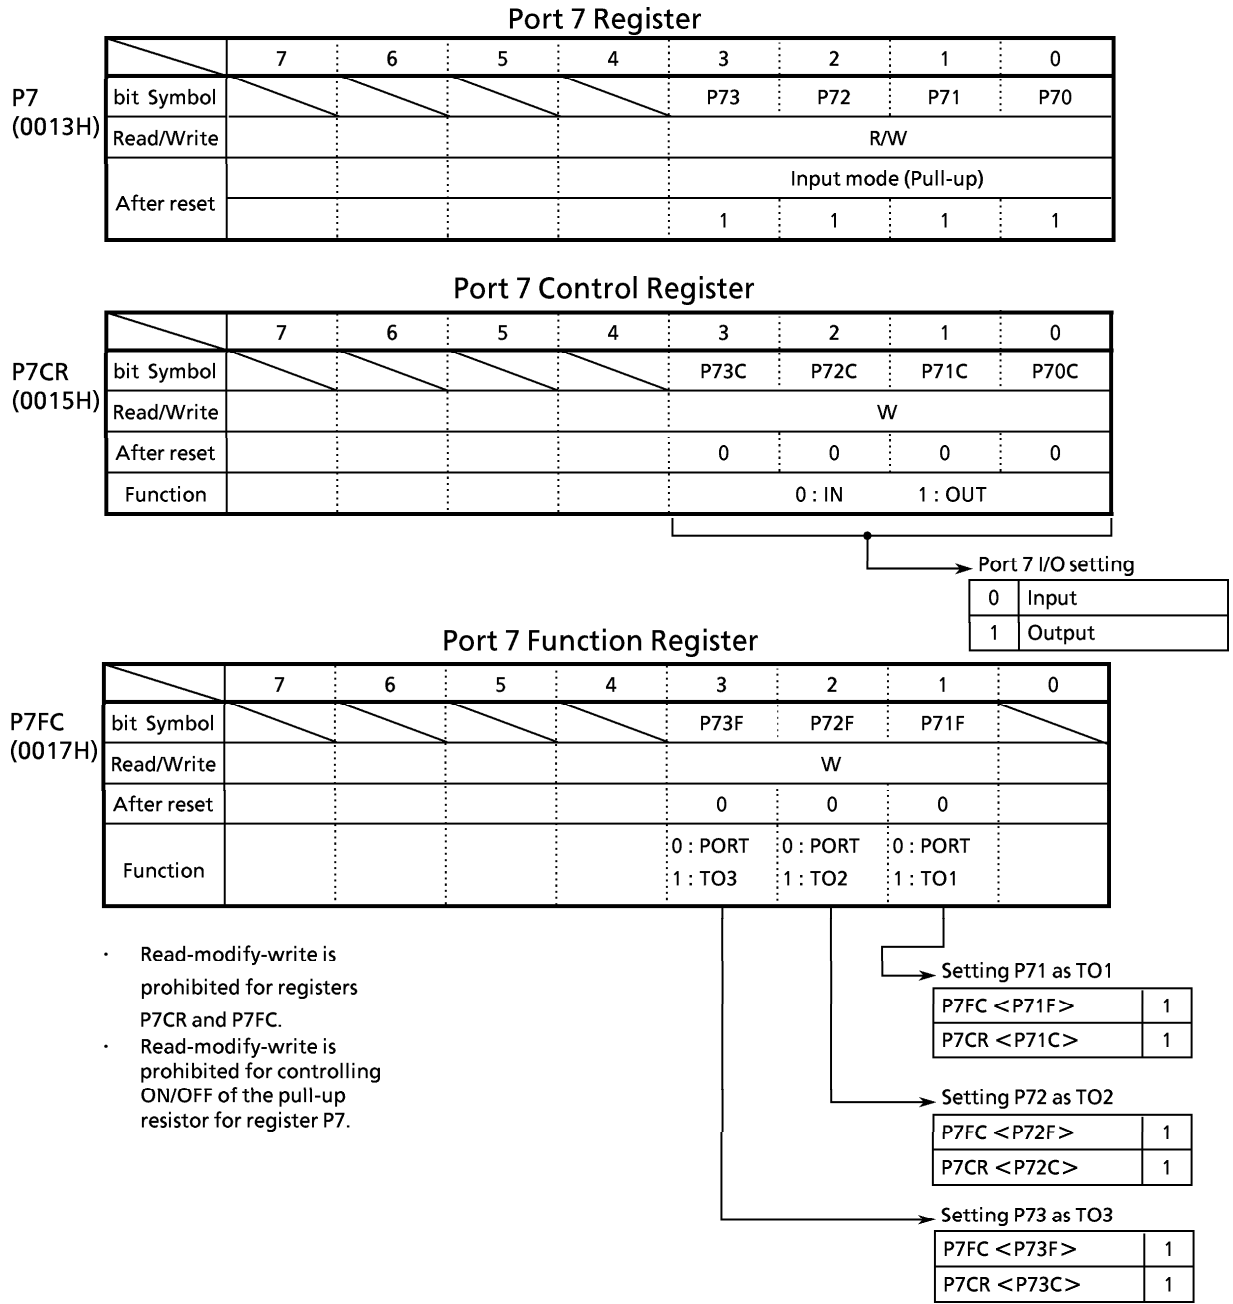 Port 7 Register
7 6 5 4 3 2 1 0
P7
(0013H)
bit Symbol P73 P72 P71 P70
Read/Write R/W
After reset
Input mode (Pull-up)
1 1 1 1
Port 7 Control Register
7 6 5 4 3 2 1 0
P7CR
(0015H)
bit Symbol P73C P72C P71C P70C
Read/Write W
After reset 0 0 0 0
Function 0 : IN 1 : OUT
Port 7 I/O setting
0 Input
1 Output
Port 7 Function Register
7 6 5 4 3 2 1 0
P7FC
(0017H)
bit Symbol P73F P72F P71F
Read/Write W
After reset 0 0 0
Function
0 : PORT 0 : PORT 0 : PORT
1 : TO3 1 : TO2 1 : TO1
· Read-modify-write is
prohibited for registers
P7CR and P7FC.
· Read-modify-write is
prohibited for controlling
ON/OFF of the pull-up
resistor for register P7.
Setting P71 as TO1
P7FC <P71F> 1
P7CR <P71C> 1
Setting P72 as TO2
P7FC <P72F> 1
P7CR <P72C> 1
Setting P73 as TO3
P7FC <P73F> 1
P7CR <P73C> 1